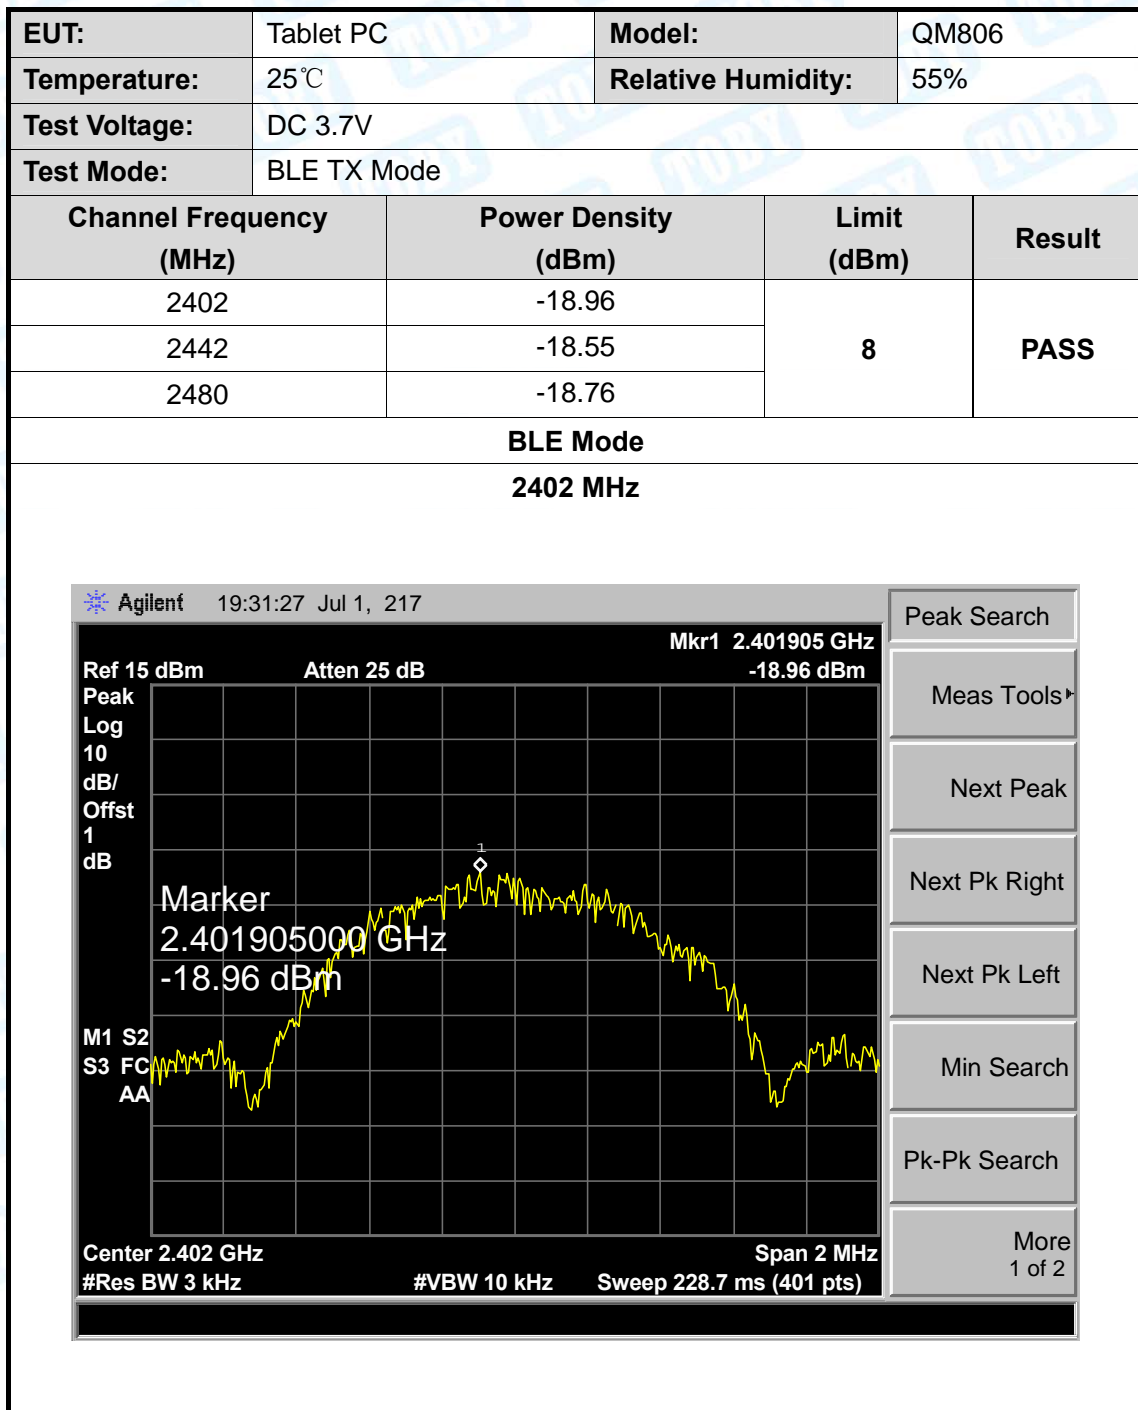 EUT: Tablet PC Model: QM806
Temperature: 25℃ Relative Humidity: 55%
Test Voltage: DC 3.7V
Test Mode: BLE TX Mode
Channel Frequency (MHz) Power Density (dBm) Limit (dBm) Result
2402 -18.96
2442 -18.55 8 PASS
2480 -18.76
BLE Mode
2402 MHz
Agilent 19:31:27 Jul 1, 217
Peak Search
Mkr1 2.401905 GHz
Ref 15 dBm Atten 25 dB -18.96 dBm
Peak
Log
10
dB/
Offst
1
dB
1
Marker
2.401905000 GHz
-18.96 dBm
M1 S2
S3 FC
AA
Center 2.402 GHz Span 2 MHz
#Res BW 3 kHz #VBW 10 kHz Sweep 228.7 ms (401 pts)
Meas Tools
Next Peak
Next Pk Right
Next Pk Left
Min Search
Pk-Pk Search
More
1 of 2
TOBY